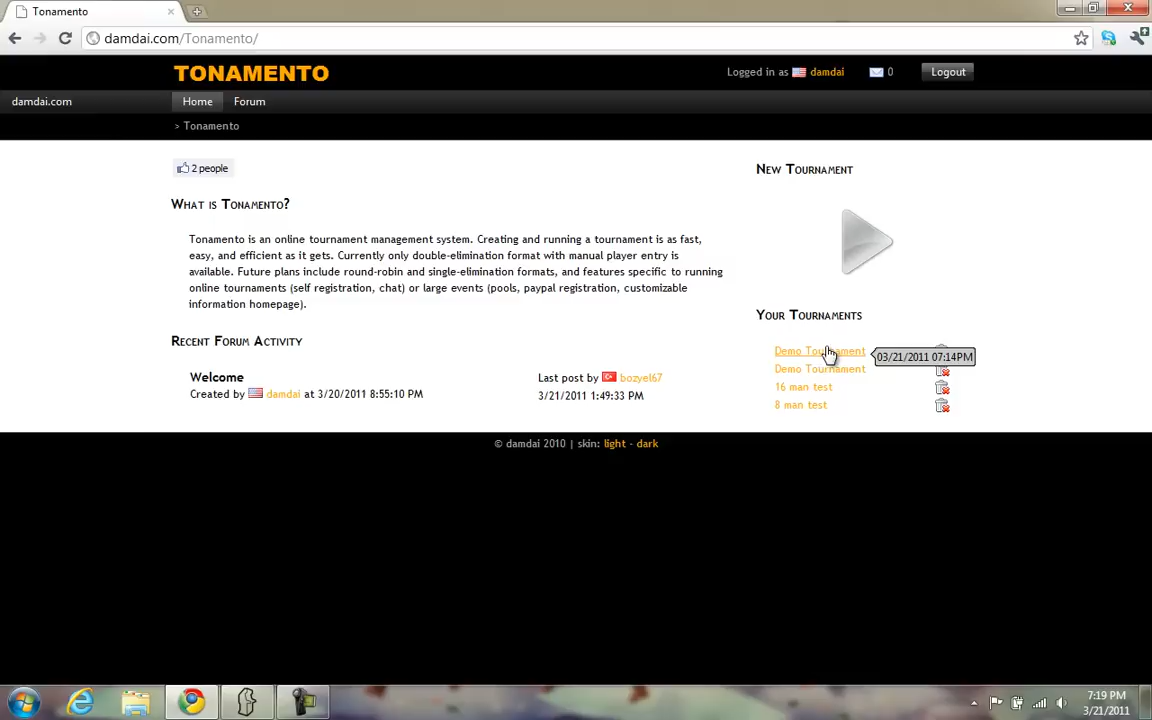 Tonamento
damdai.com/Tonamento/
TONAMENTO
Logged in as damdai 0 Logout
damdai.com Home Forum
> Tonamento
2 people
NEW TOURNAMENT
WHAT IS TONAMENTO?
Tonamento is an online tournament management system. Creating and running a tournament is as fast,
easy, and efficient as it gets. Currently only double-elimination format with manual player entry is
available. Future plans include round-robin and single-elimination formats, and features specific to running
online tournaments (self registration, chat) or large events (pools, paypal registration, customizable
information homepage).
YOUR TOURNAMENTS
RECENT FORUM ACTIVITY
Demo Tournament 03/21/2011 07:14PM
Demo Tournament
16 man test
8 man test
Welcome
Created by damdai at 3/20/2011 8:55:10 PM
Last post by bozyel67
3/21/2011 1:49:33 PM
© damdai 2010 | skin: light - dark
7:19 PM
3/21/2011